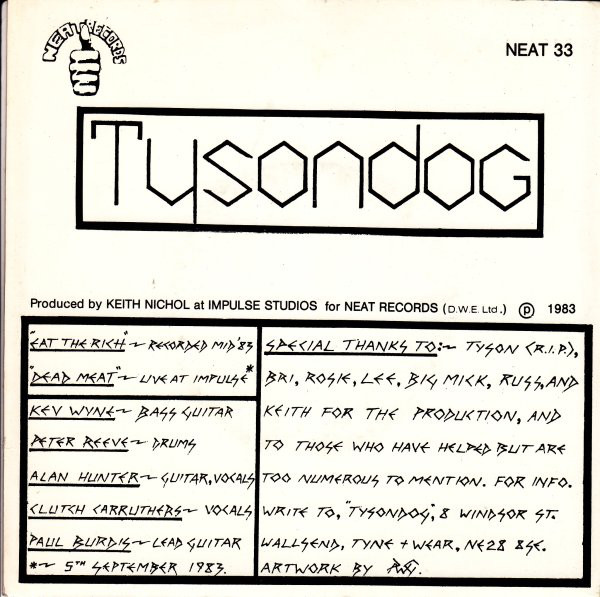 NEAT RECORDS
NEAT 33
TysondoG
Produced by KEITH NICHOL at IMPULSE STUDIOS for NEAT RECORDS (D.W.E. Ltd.) ℗ 1983
"EAT THE RICH" ~ RECORDED MID '83
"DEAD MEAT" ~ LIVE AT IMPULSE *
KEV WYNE ~ BASS GUITAR
PETER REEVE ~ DRUMS
ALAN HUNTER ~ GUITAR, VOCALS
'CLUTCH CARRUTHERS ~ VOCALS
PAUL BURDIS ~ LEAD GUITAR
* ~ 5TH SEPTEMBER 1983.
SPECIAL THANKS TO:~ TYSON (R.I.P.),
BRI, ROSIE, LEE, BIG MICK, RUSS, AND
KEITH FOR THE PRODUCTION, AND
TO THOSE WHO HAVE HELPED BUT ARE
TOO NUMEROUS TO MENTION. FOR INFO.
WRITE TO, "TYSONDOG", 8 WINDSOR ST.
WALLSEND, TYNE + WEAR, NE28 8SE.
ARTWORK BY